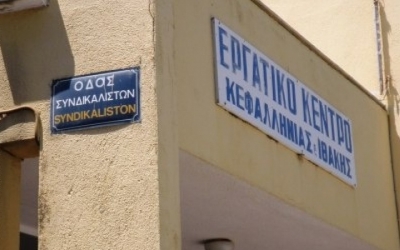 ΟΔΟΣ
ΣΥΝΔΙΚΑΛΙΣΤΩΝ
SYNDIKALISTON
ΕΡΓΑΤΙΚΟ ΚΕΝΤΡΟ
ΚΕΦΑΛΛΗΝΙΑΣ - ΙΘΑΚΗΣ